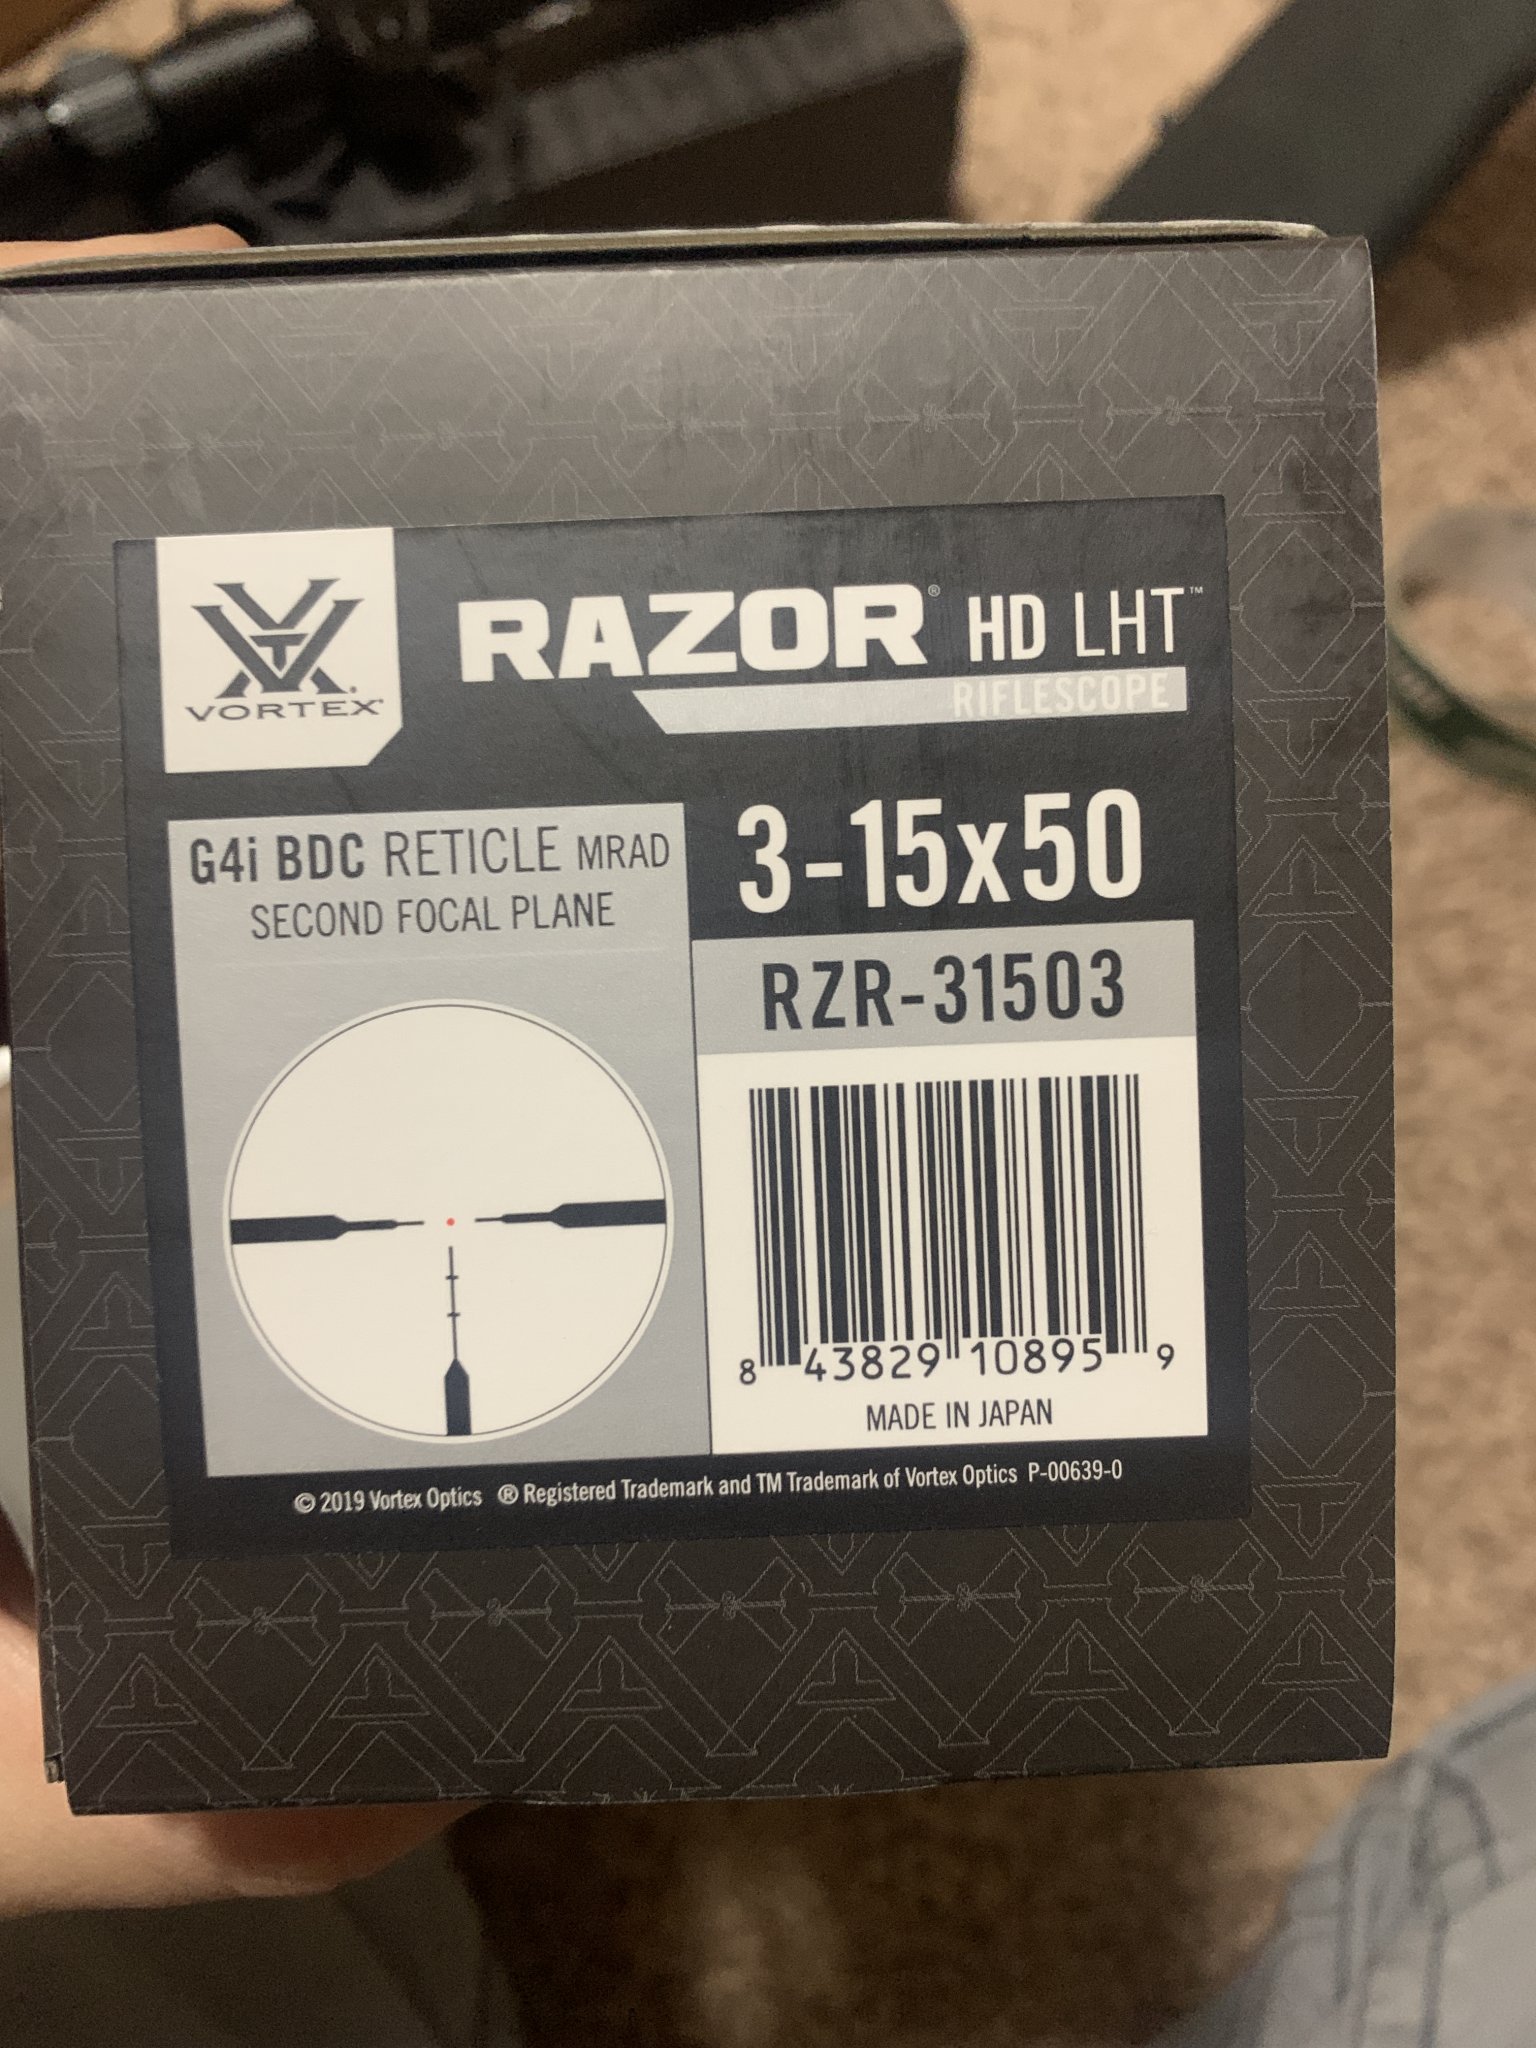 VORTEX®
RAZOR® HD LHT™
RIFLESCOPE
G4i BDC RETICLE MRAD
SECOND FOCAL PLANE
3-15x50
RZR-31503
8 43829 10895 9
MADE IN JAPAN
© 2019 Vortex Optics ® Registered Trademark and TM Trademark of Vortex Optics P-00639-0